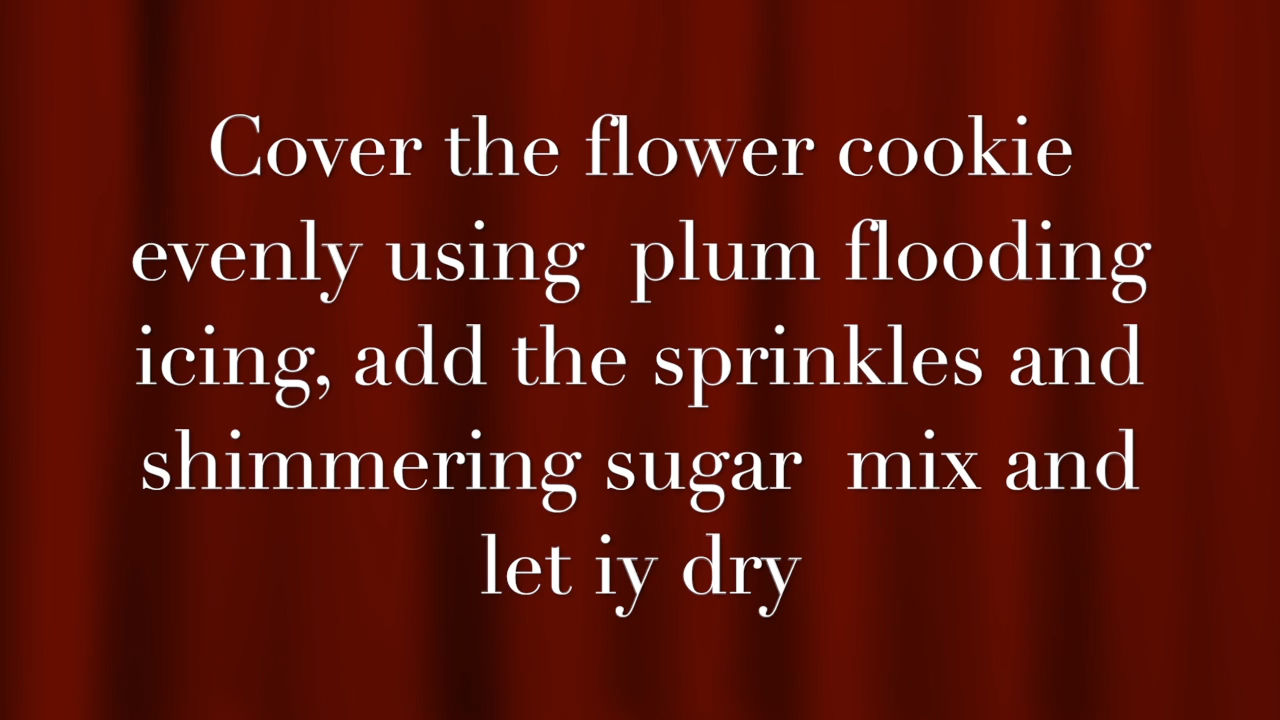 Cover the flower cookie
evenly using  plum flooding
icing, add the sprinkles and
shimmering sugar  mix and
let iy dry